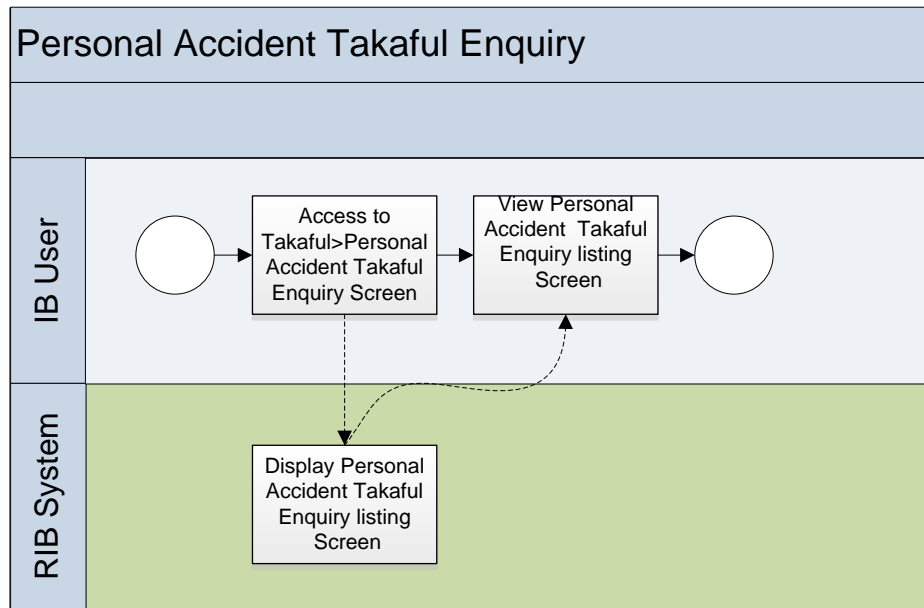 Personal Accident Takaful Enquiry
IB User
Access to
Takaful>Personal
Accident Takaful
Enquiry Screen
View Personal
Accident  Takaful
Enquiry listing
Screen
RIB System
Display Personal
Accident Takaful
Enquiry listing
Screen